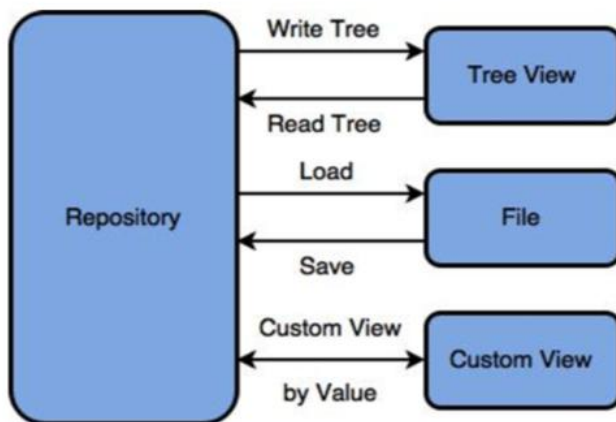 Write Tree
Tree View
Read Tree
Load
Repository
File
Save
Custom View
Custom View
by Value